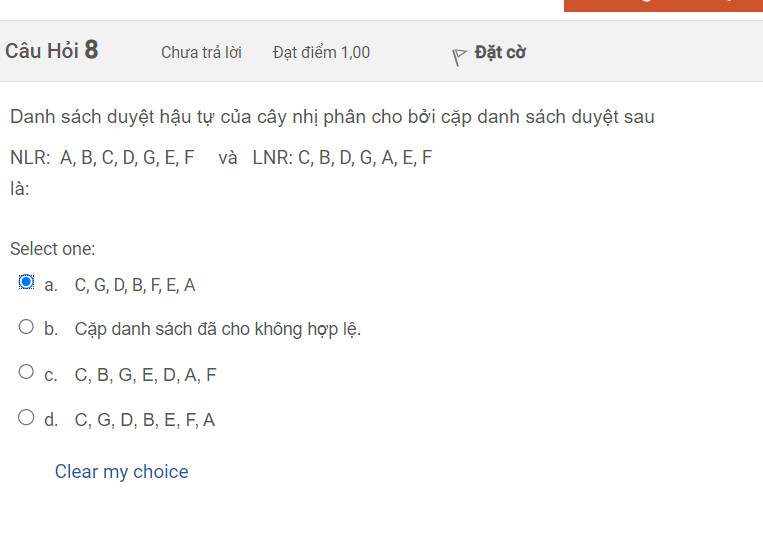 Câu Hỏi 8 Chưa trả lời Đạt điểm 1,00 Đặt cờ
Danh sách duyệt hậu tự của cây nhị phân cho bởi cặp danh sách duyệt sau
NLR: A, B, C, D, G, E, F và LNR: C, B, D, G, A, E, F
là:
Select one:
a. C, G, D, B, F, E, A
b. Cặp danh sách đã cho không hợp lệ.
c. C, B, G, E, D, A, F
d. C, G, D, B, E, F, A
Clear my choice